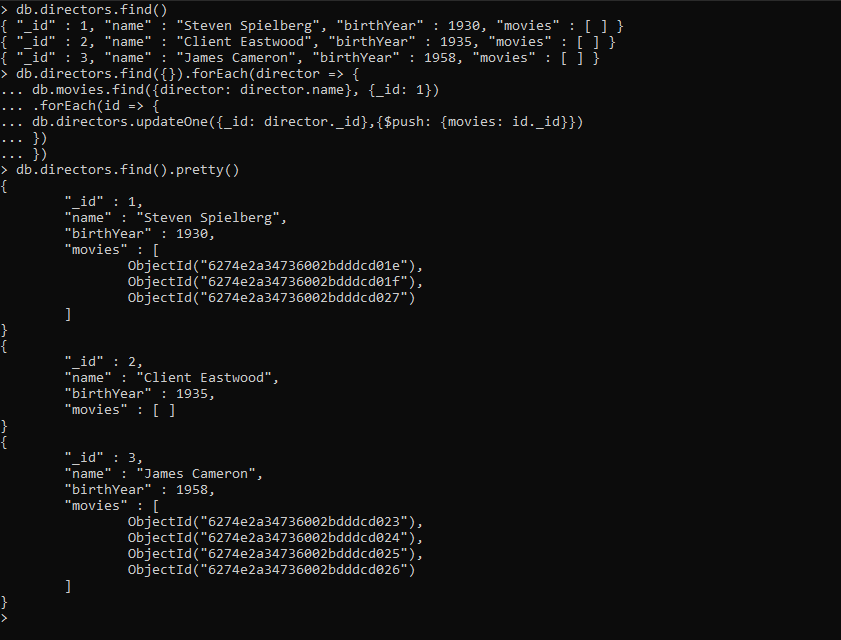 > db.directors.find()
{ "_id" : 1, "name" : "Steven Spielberg", "birthYear" : 1930, "movies" : [ ] }
{ "_id" : 2, "name" : "Client Eastwood", "birthYear" : 1935, "movies" : [ ] }
{ "_id" : 3, "name" : "James Cameron", "birthYear" : 1958, "movies" : [ ] }
> db.directors.find({}).forEach(director => {
... db.movies.find({director: director.name}, {_id: 1})
... .forEach(id => {
... db.directors.updateOne({_id: director._id},{$push: {movies: id._id}})
... })
... })
> db.directors.find().pretty()
{
        "_id" : 1,
        "name" : "Steven Spielberg",
        "birthYear" : 1930,
        "movies" : [
                ObjectId("6274e2a34736002bdddcd01e"),
                ObjectId("6274e2a34736002bdddcd01f"),
                ObjectId("6274e2a34736002bdddcd027")
        ]
}
{
        "_id" : 2,
        "name" : "Client Eastwood",
        "birthYear" : 1935,
        "movies" : [ ]
}
{
        "_id" : 3,
        "name" : "James Cameron",
        "birthYear" : 1958,
        "movies" : [
                ObjectId("6274e2a34736002bdddcd023"),
                ObjectId("6274e2a34736002bdddcd024"),
                ObjectId("6274e2a34736002bdddcd025"),
                ObjectId("6274e2a34736002bdddcd026")
        ]
}
>